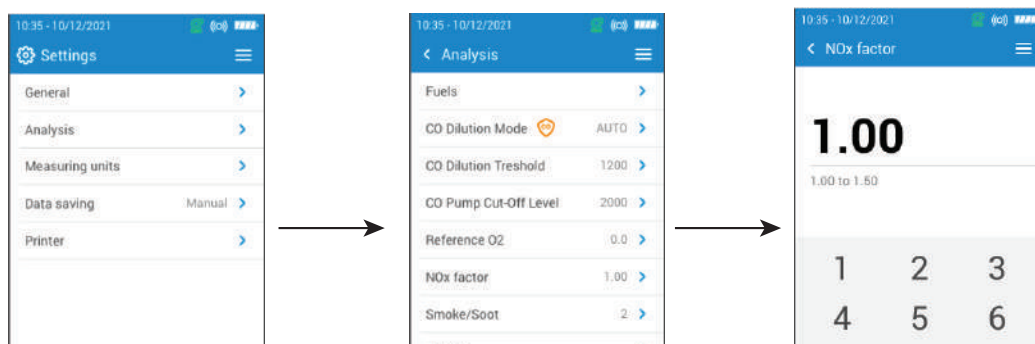 10:35 - 10/12/2021
Settings
General
Analysis
Measuring units
Data saving Manual
Printer
10:35 - 10/12/2021
Analysis
Fuels
CO Dilution Mode AUTO
CO Dilution Treshold 1200
CO Pump Cut-Off Level 2000
Reference O2 0.0
NOx factor 1.00
Smoke/Soot 2
10:35 - 10/12/2021
NOx factor
1.00
1.00 to 1.50
1 2 3
4 5 6